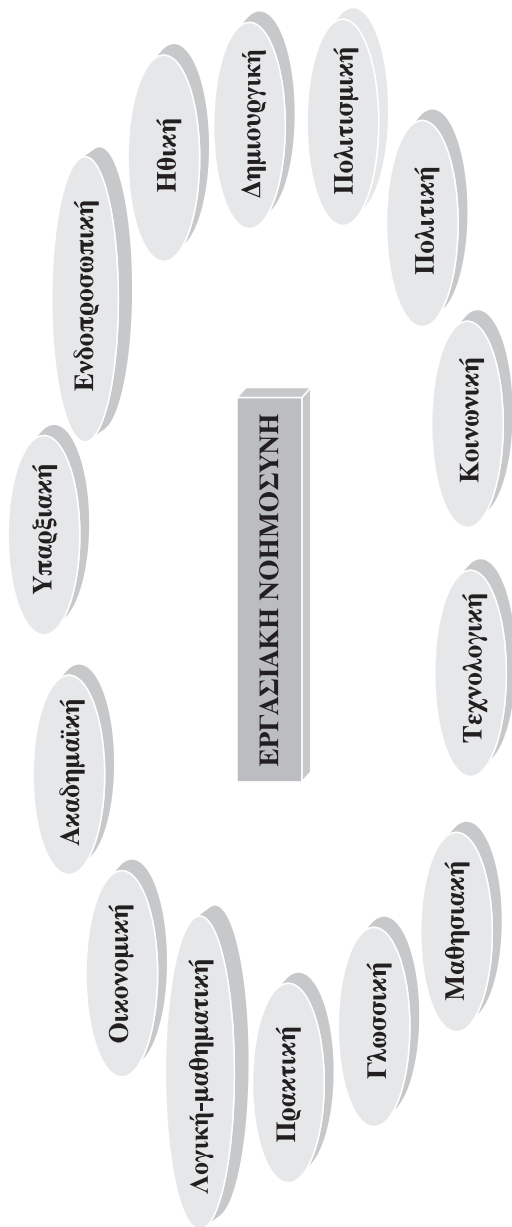 Υπαρξιακή
Ακαδημαϊκή
Ενδοπροσωπική
Οικονομική
Ηθική
Λογική-μαθηματική
Δημιουργική
ΕΡΓΑΣΙΑΚΗ ΝΟΗΜΟΣΥΝΗ
Πρακτική
Πολιτισμική
Γλωσσική
Πολιτική
Μαθησιακή
Κοινωνική
Τεχνολογική